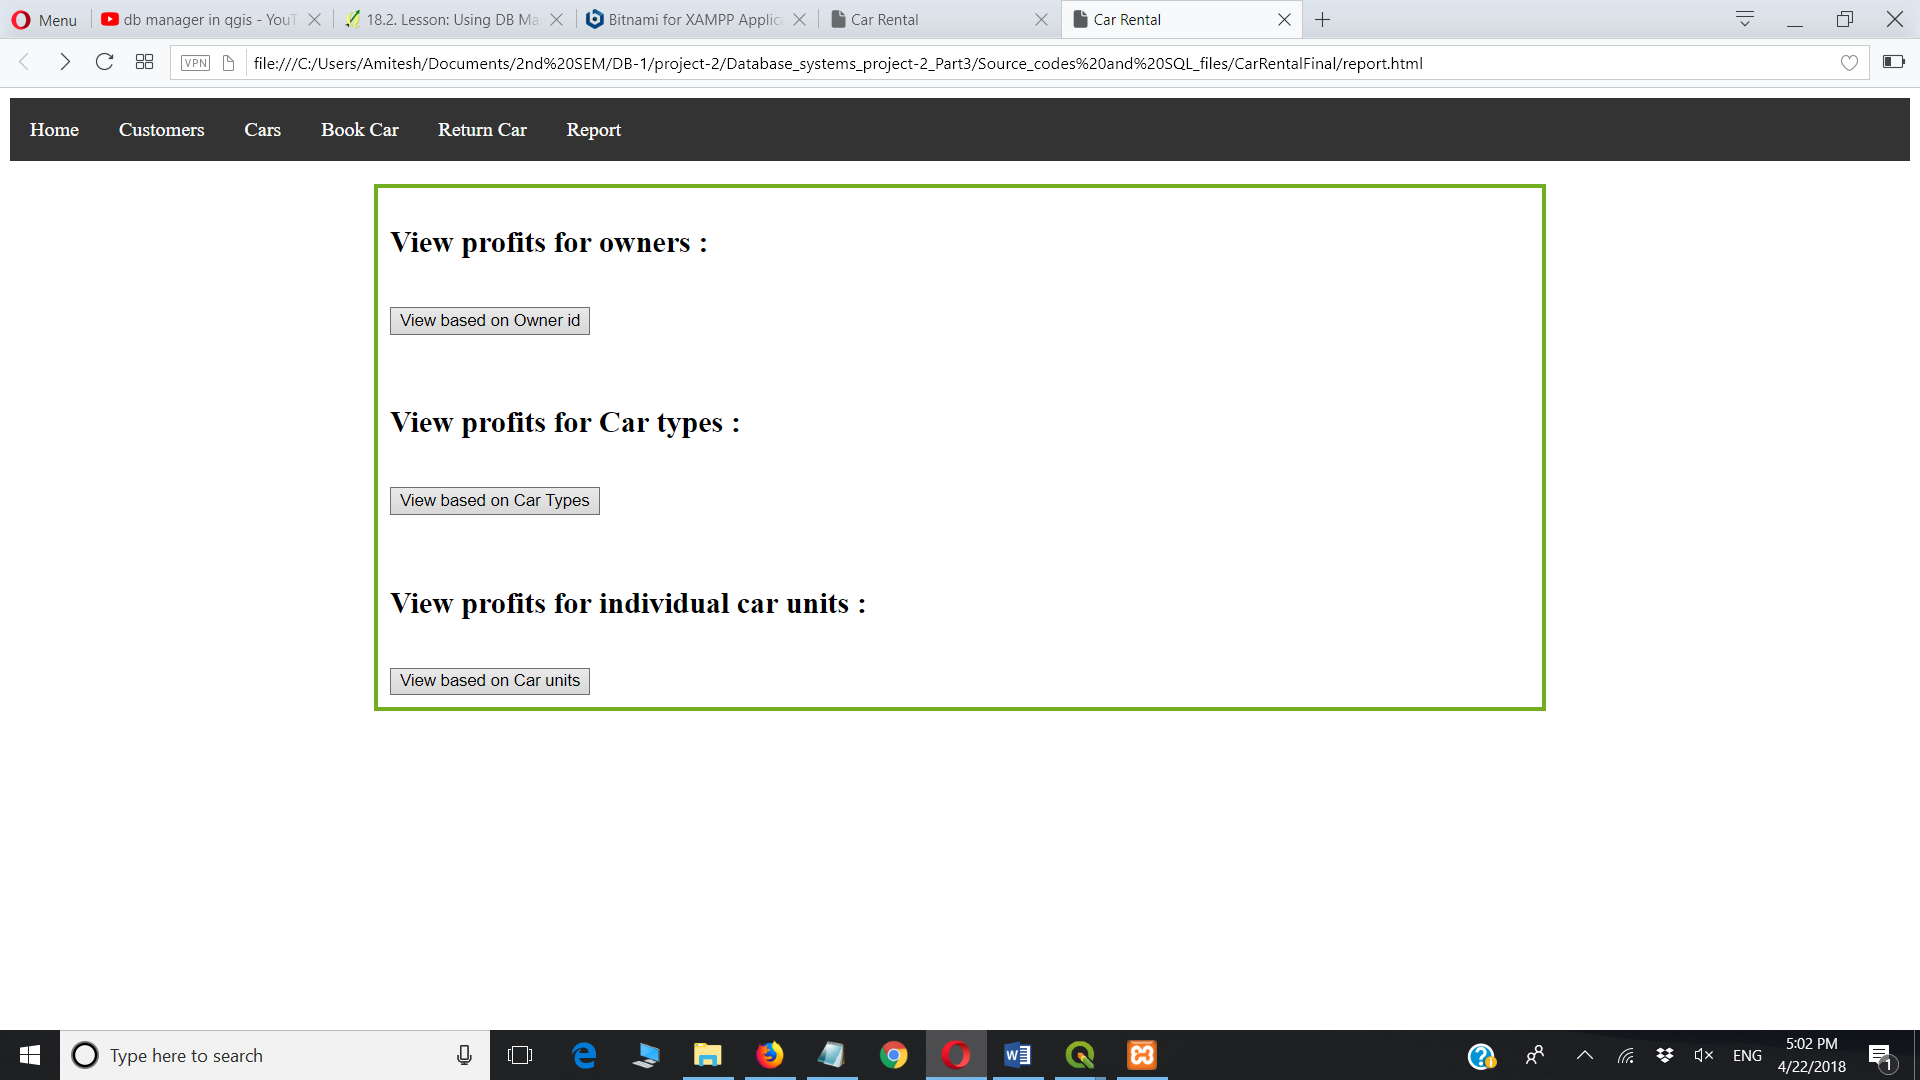 Menu
db manager in qgis - YouT
18.2. Lesson: Using DB Ma
Bitnami for XAMPP Applic
Car Rental
Car Rental
VPN
file:///C:/Users/Amitesh/Documents/2nd%20SEM/DB-1/project-2/Database_systems_project-2_Part3/Source_codes%20and%20SQL_files/CarRentalFinal/report.html
Home Customers Cars Book Car Return Car Report
View profits for owners :
View based on Owner id
View profits for Car types :
View based on Car Types
View profits for individual car units :
View based on Car units
Type here to search
ENG
5:02 PM
4/22/2018
1